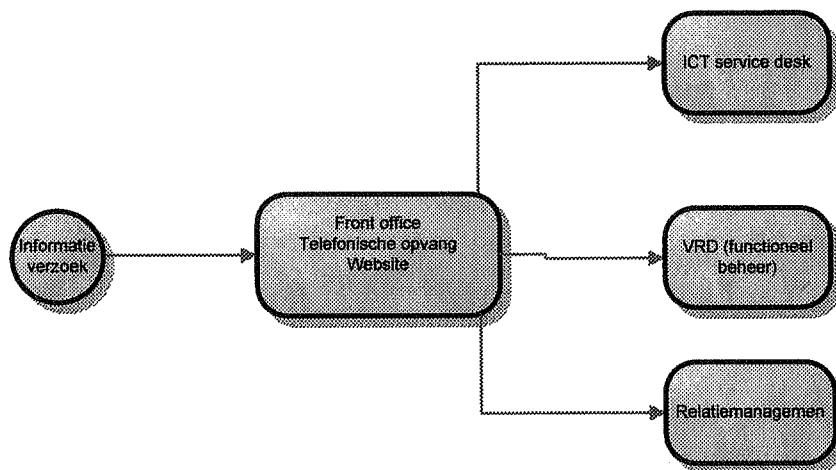 ICT service desk
Informatie
verzoek
Front office
Telefonische opvang
Website
VRD (functioneel
beheer)
Relatiemanagemen